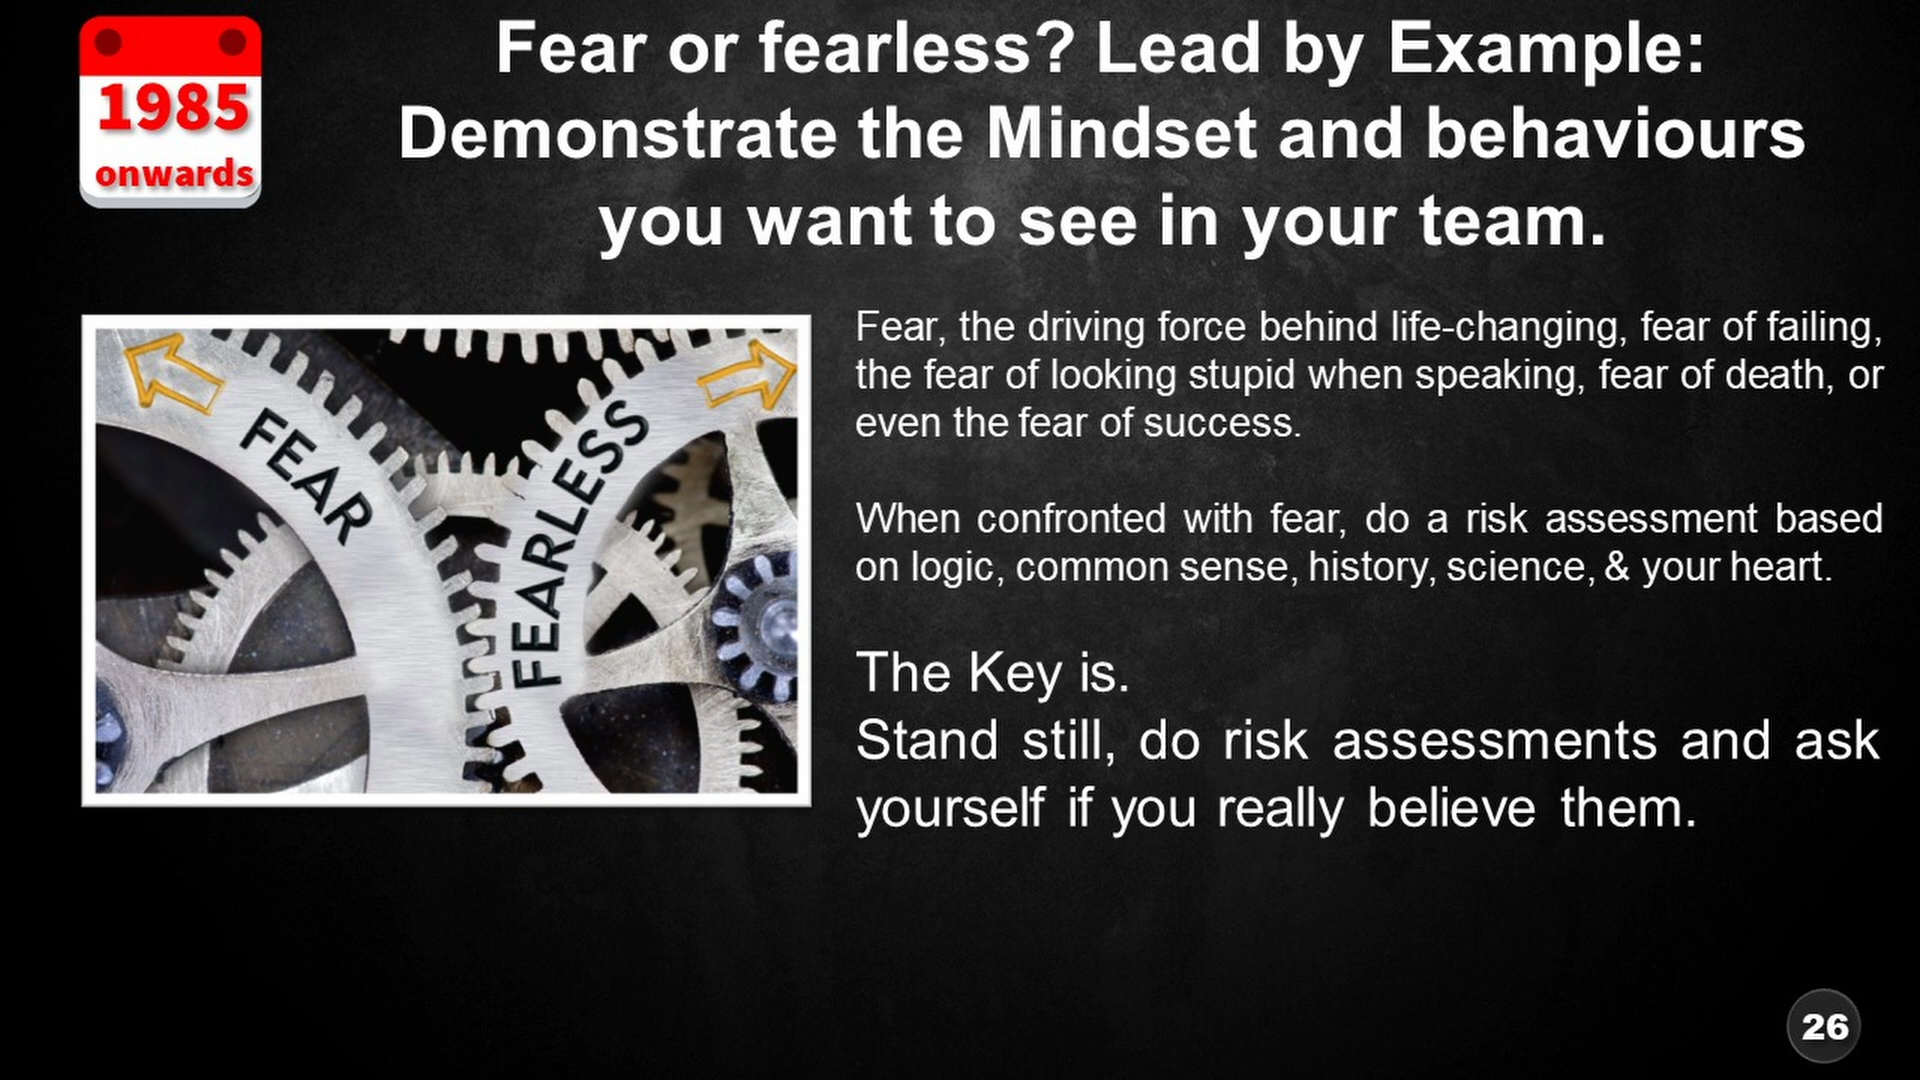 1985
onwards
Fear or fearless? Lead by Example:
Demonstrate the Mindset and behaviours
you want to see in your team.
FEAR
FEARLESS
Fear, the driving force behind life-changing, fear of failing,
the fear of looking stupid when speaking, fear of death, or
even the fear of success.
When confronted with fear, do a risk assessment based
on logic, common sense, history, science, & your heart.
The Key is.
Stand still, do risk assessments and ask
yourself if you really believe them.
26